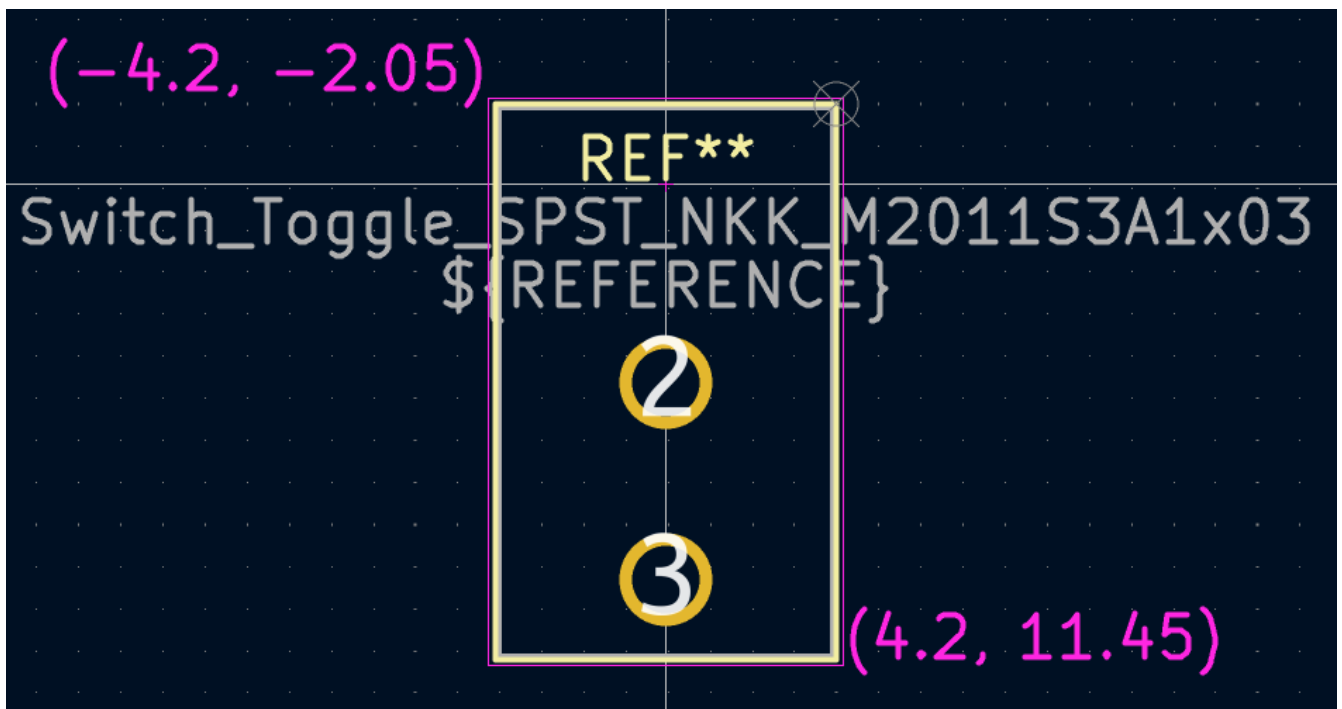 (-4.2, -2.05)
REF**
Switch_Toggle_SPST_NKK_M2011S3A1x03
${REFERENCE}
2
3
(4.2, 11.45)